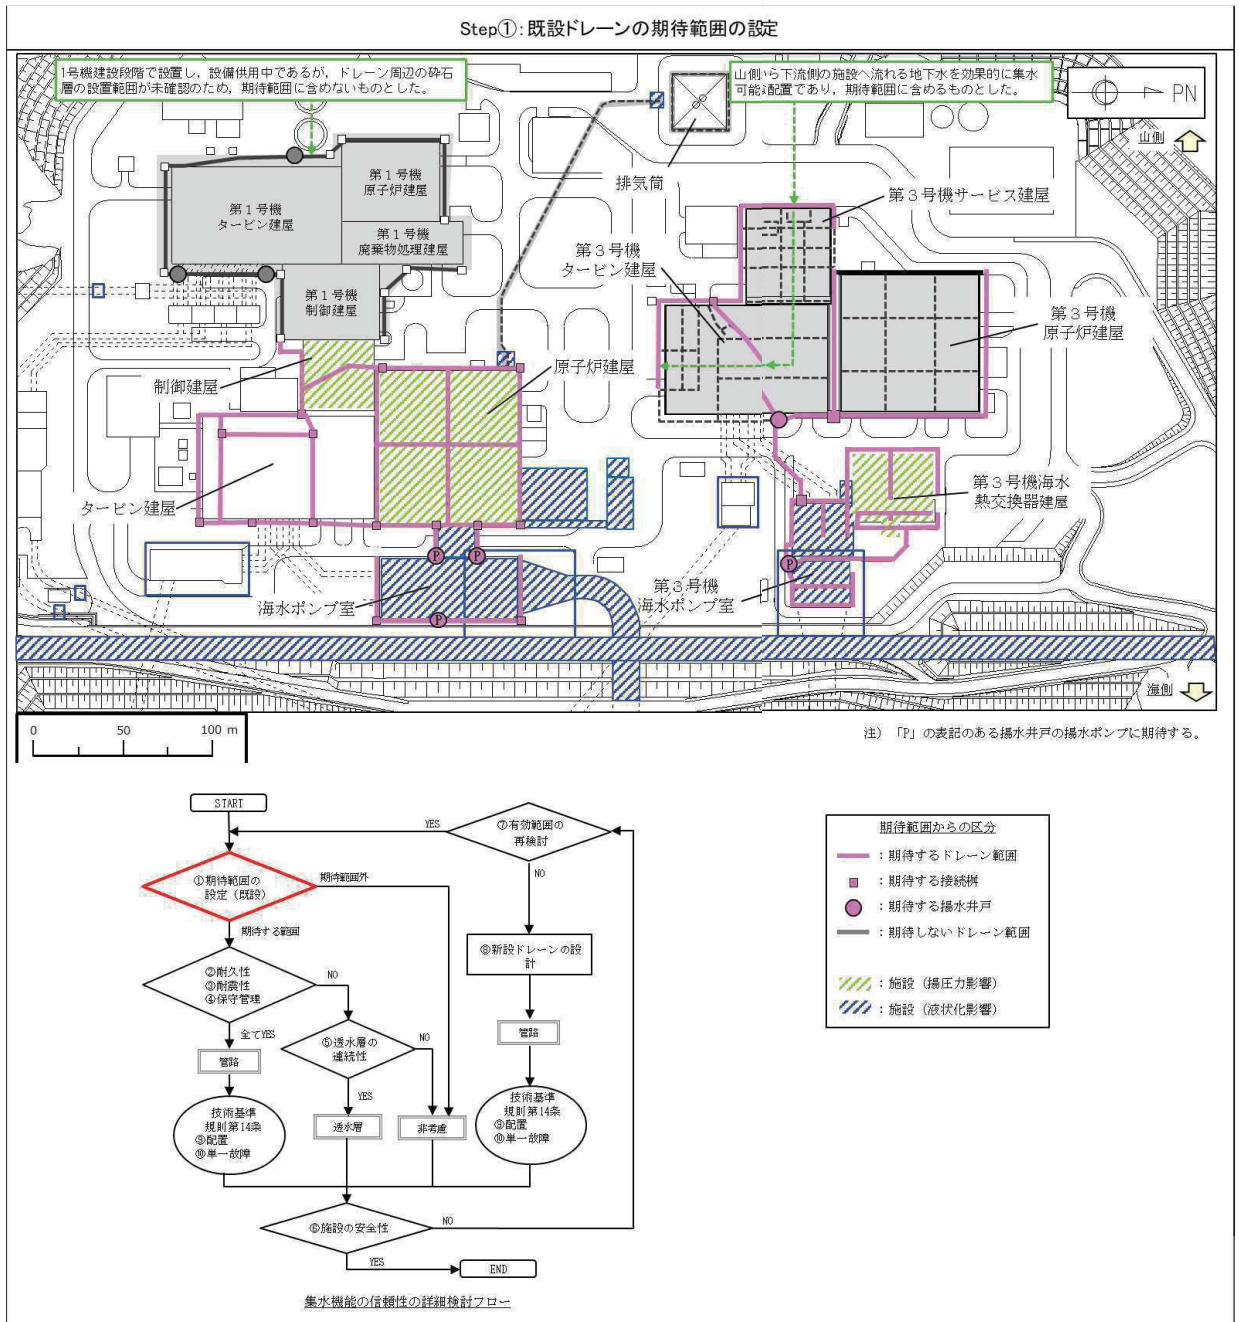 Step①：既設ドレーンの期待範囲の設定
1号機建設段階で設置し，設備供用中であるが，ドレーン周辺の砕石
層の設置範囲が未確認のため，期待範囲に含めないものとした。
山側から下流側の施設へ流れる地下水を効果的に集水
可能な配置であり，期待範囲に含めるものとした。
PN
山側
排気筒
第１号機
原子炉建屋
第１号機
タービン建屋
第１号機
廃棄物処理建屋
第１号機
制御建屋
第３号機サービス建屋
第３号機
タービン建屋
第３号機
原子炉建屋
制御建屋
原子炉建屋
タービン建屋
第３号機海水
熱交換器建屋
P
P
P
P
海水ポンプ室
第３号機
海水ポンプ室
海側
0 50 100 m
注）「P」の表記のある揚水井戸の揚水ポンプに期待する。
START
YES
⑦有効範囲の
再検討
①期待範囲の
設定（既設）
期待範囲外
NO
期待する範囲
⑧新設ドレーンの設
計
②耐久性
③耐震性
④保守管理
NO
全てYES
⑤透水層の
連続性
NO
管路
管路
YES
技術基準
規則第14条
⑨配置
⑩単一故障
透水層
非考慮
技術基準
規則第14条
⑨配置
⑩単一故障
⑥施設の安全性
NO
YES
END
集水機能の信頼性の詳細検討フロー
期待範囲からの区分
：期待するドレーン範囲
：期待する接続桝
：期待する揚水井戸
：期待しないドレーン範囲
：施設（揚圧力影響）
：施設（液状化影響）